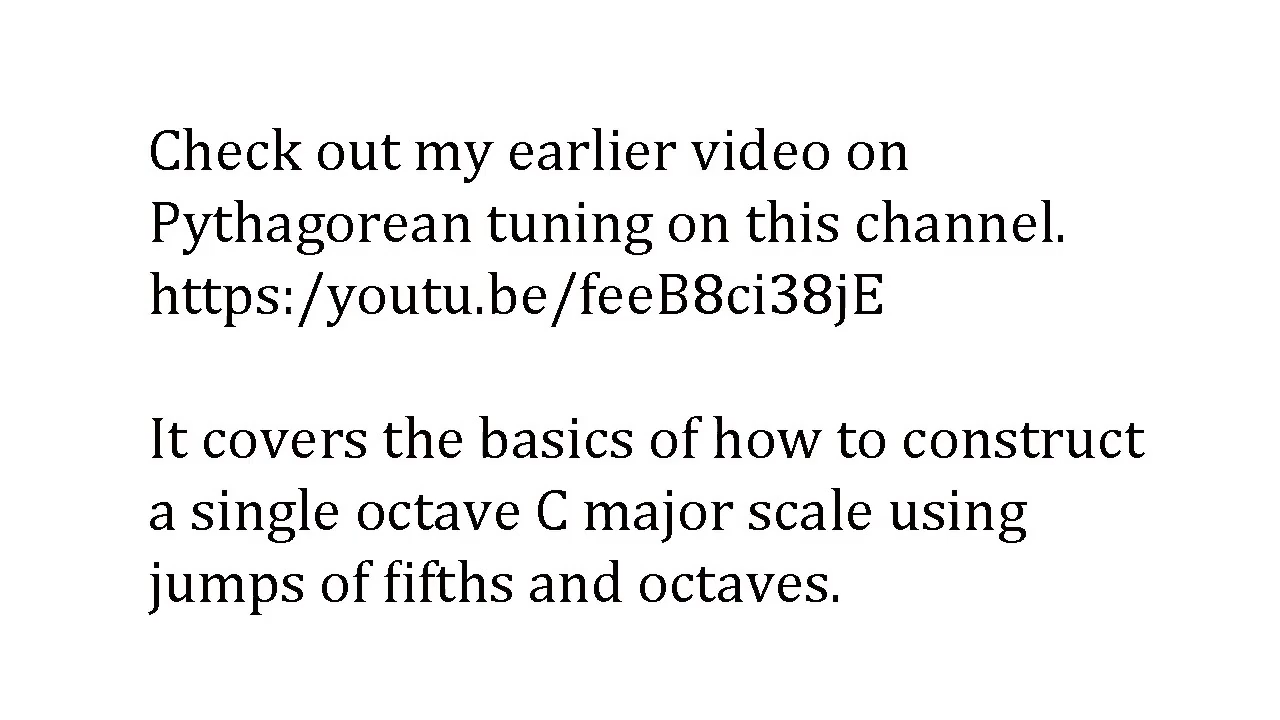 Check out my earlier video on
Pythagorean tuning on this channel.
https:/youtu.be/feeB8ci38jE
It covers the basics of how to construct
a single octave C major scale using
jumps of fifths and octaves.